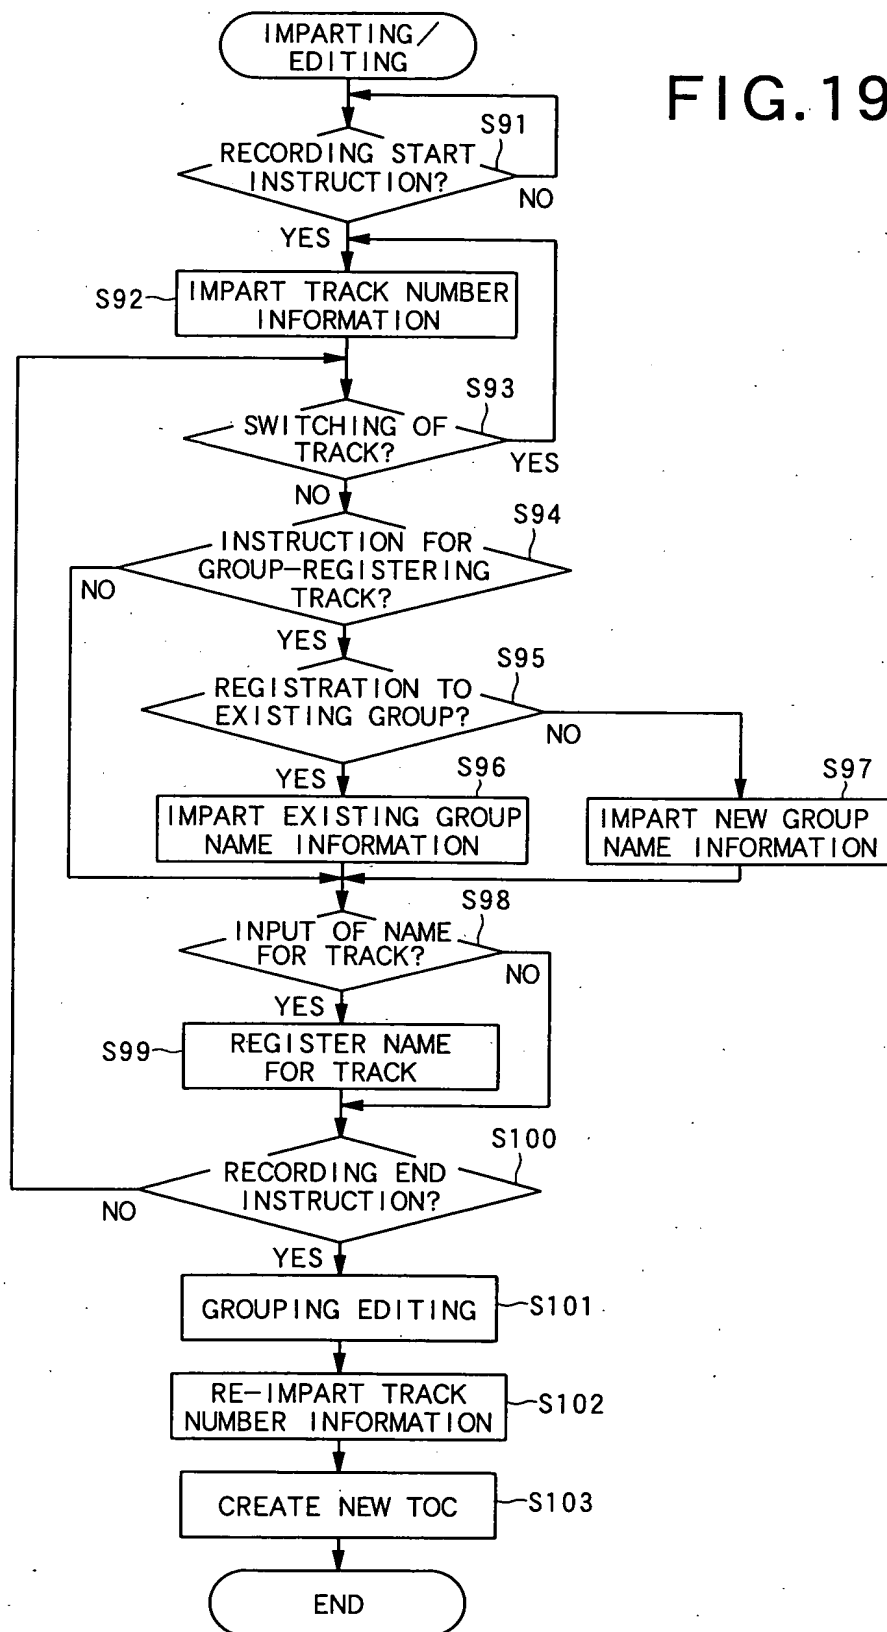 IMPARTING/
EDITING
FIG.19
S91
RECORDING START
INSTRUCTION?
NO
YES
S92
IMPART TRACK NUMBER
INFORMATION
S93
SWITCHING OF
TRACK?
YES
NO
S94
INSTRUCTION FOR
GROUP-REGISTERING
TRACK?
NO
YES
S95
REGISTRATION TO
EXISTING GROUP?
NO
YES
S96
S97
IMPART EXISTING GROUP
NAME INFORMATION
IMPART NEW GROUP
NAME INFORMATION
S98
INPUT OF NAME
FOR TRACK?
NO
YES
S99
REGISTER NAME
FOR TRACK
S100
RECORDING END
INSTRUCTION?
NO
YES
GROUPING EDITING
S101
RE-IMPART TRACK
NUMBER INFORMATION
S102
CREATE NEW TOC
S103
END